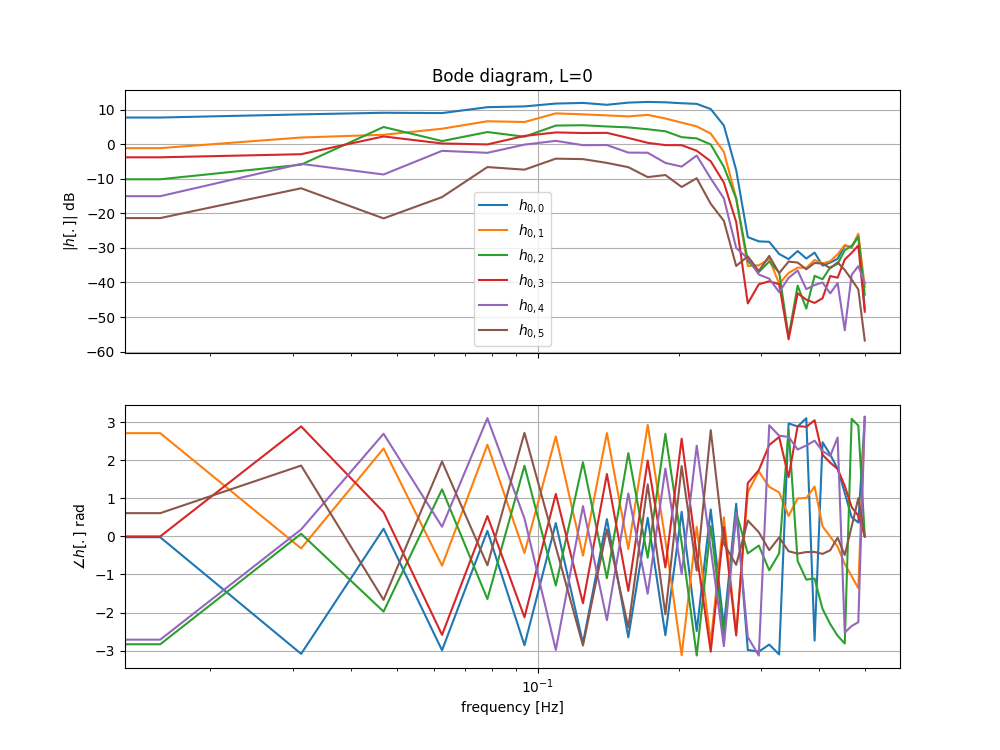 Bode diagram, L=0
|h[.]| dB
10
0
−10
−20
−30
−40
−50
−60
h0,0
h0,1
h0,2
h0,3
h0,4
h0,5
∠h[.] rad
3
2
1
0
−1
−2
−3
10−1
frequency [Hz]